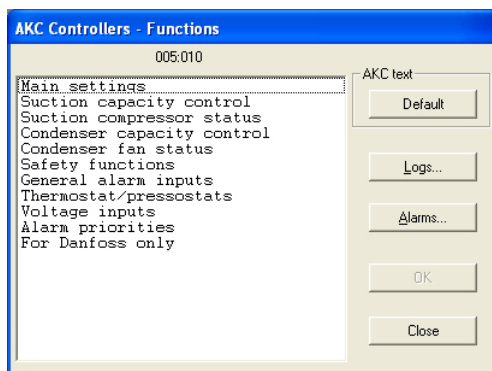 AKC Controllers - Functions
005:010
Main settings
Suction capacity control
Suction compressor status
Condenser capacity control
Condenser fan status
Safety functions
General alarm inputs
Thermostat/pressostats
Voltage inputs
Alarm priorities
For Danfoss only
AKC text
Default
Logs...
Alarms...
OK
Close